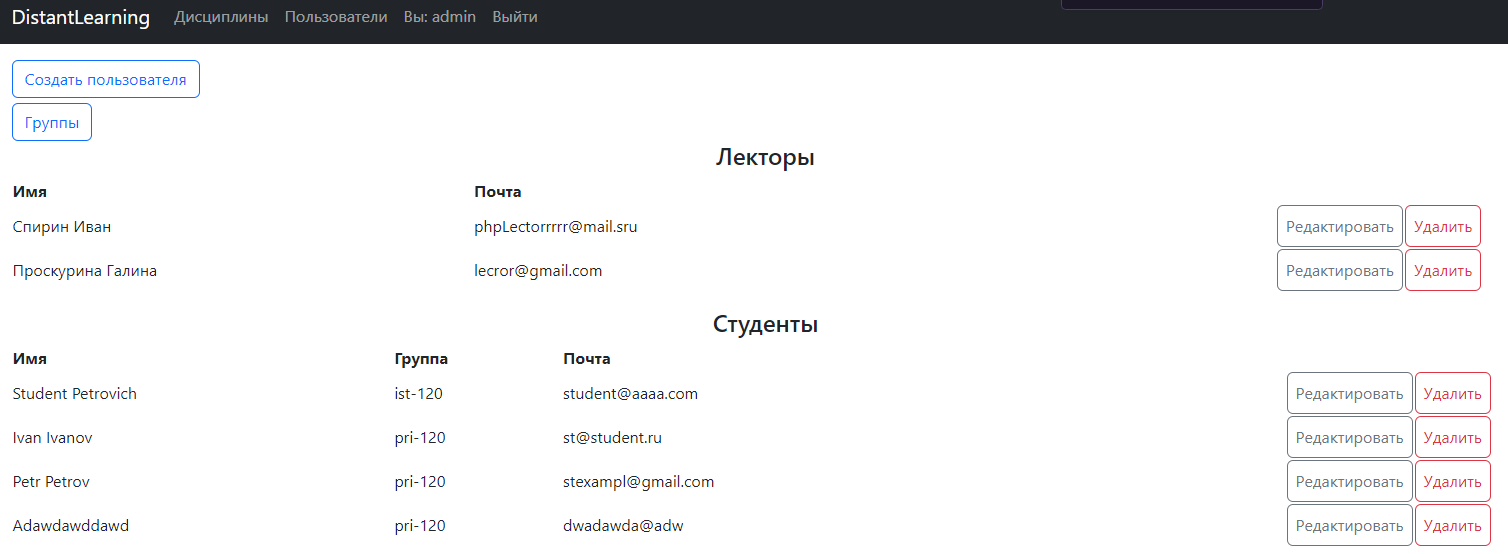 DistantLearning Дисциплины Пользователи Вы: admin Выйти
Создать пользователя
Группы
Лекторы
Имя Почта
Спирин Иван phpLectorrrrr@mail.sru Редактировать Удалить
Проскурина Галина lecror@gmail.com Редактировать Удалить
Студенты
Имя Группа Почта
Student Petrovich ist-120 student@aaaa.com Редактировать Удалить
Ivan Ivanov pri-120 st@student.ru Редактировать Удалить
Petr Petrov pri-120 stexampl@gmail.com Редактировать Удалить
Adawdawddawd pri-120 dwadawda@adw Редактировать Удалить